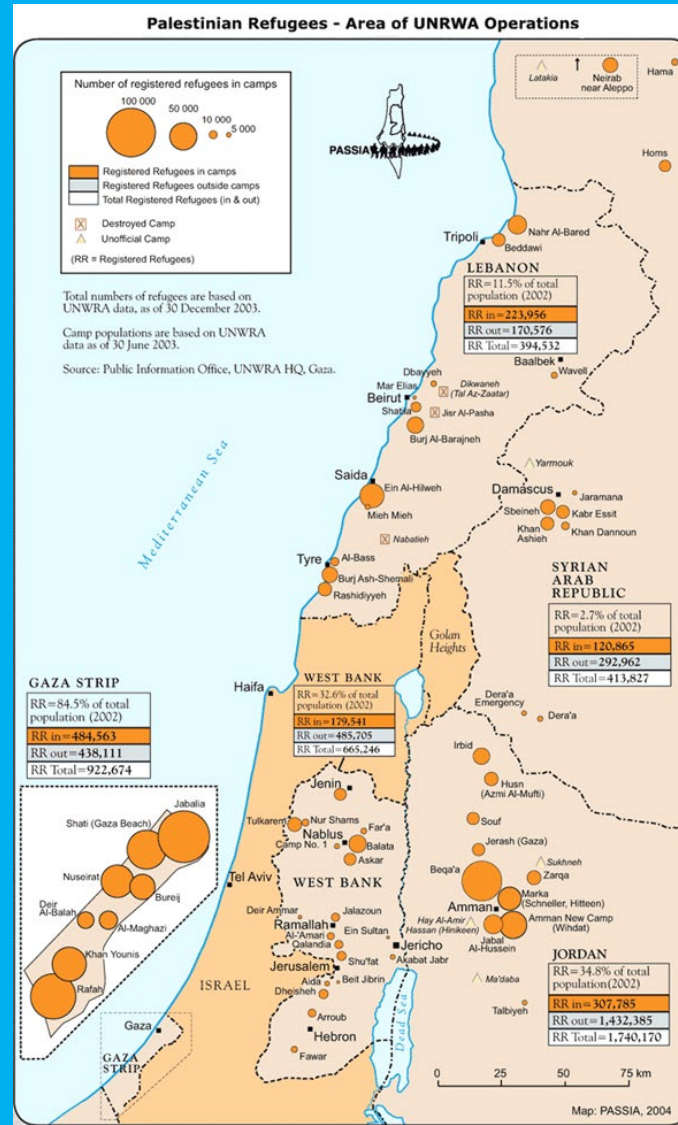 Palestinian Refugees - Area of UNRWA Operations
Number of registered refugees in camps
100 000
50 000
10 000
5 000
Registered Refugees in camps
Registered Refugees outside camps
Total Registered Refugees (in & out)
Destroyed Camp
Unofficial Camp
(RR = Registered Refugees)
PASSIA
Latakia
Neirab
near Aleppo
Hama
Homs
Total numbers of refugees are based on
UNWRA data, as of 30 December 2003.
Camp populations are based on UNWRA
data as of 30 June 2003.
Source: Public Information Office, UNWRA HQ, Gaza.
Mediterranean Sea
Tripoli
Nahr Al-Bared
Beddawi
LEBANON
RR=11.5% of total
population (2002)
RR in=223,956
RR out=170,576
RR Total=394,532
Baalbek
Wavell
Dbayyeh
Mar Elias
Dikwaneh
(Tal Az-Zaatar)
Beirut
Shatila
Jisr Al-Pasha
Burj Al-Barajneh
Yarmouk
Saida
Ein Al-Hilweh
Mieh Mieh
Nabatieh
Damascus
Jaramana
Sbeineh
Kabr Essit
Khan
Ashieh
Khan Dannoun
Tyre
Al-Bass
Burj Ash-Shemali
Rashidiyyeh
SYRIAN
ARAB
REPUBLIC
RR=2.7% of total
population (2002)
RR in=120,865
RR out=292,962
RR Total=413,827
Golan
Heights
Dera'a
Emergency
Dera'a
GAZA STRIP
RR=84.5% of total
population (2002)
RR in=484,563
RR out=438,111
RR Total=922,674
Haifa
WEST BANK
RR=32.6% of total
population (2002)
RR in=179,541
RR out=485,705
RR Total=665,246
Jabalia
Shati (Gaza Beach)
Nuseirat
Bureij
Deir
Al-Balah
Al-Maghazi
Khan Younis
Rafah
Jenin
Tulkarem
Nur Shams
Nablus
Far'a
Camp No. 1
Balata
Askar
Tel Aviv
WEST BANK
Deir Ammar
Jalazoun
Ramallah
Al-'Amari
Ein Sultan
Qalandia
Jericho
Shu'fat
Akabat Jabr
Jerusalem
Aida
Beit Jibrin
Dheisheh
ISRAEL
Arroub
Hebron
Fawar
Dead Sea
Gaza
GAZA
STRIP
Irbid
Husn
(Azmi Al-Mufti)
Souf
Jerash (Gaza)
Sukhneh
Beqa'a
Zarqa
Marka
(Schneller, Hitteen)
Amman
Hay Al-Amir
Hassan (Hinikeen)
Amman New Camp
(Wihdat)
Jabal
Al-Hussein
Ma'daba
Talbiyeh
JORDAN
RR=34.8% of total
population(2002)
RR in=307,785
RR out=1,432,385
RR Total=1,740,170
0
25
50
75 km
Map: PASSIA, 2004